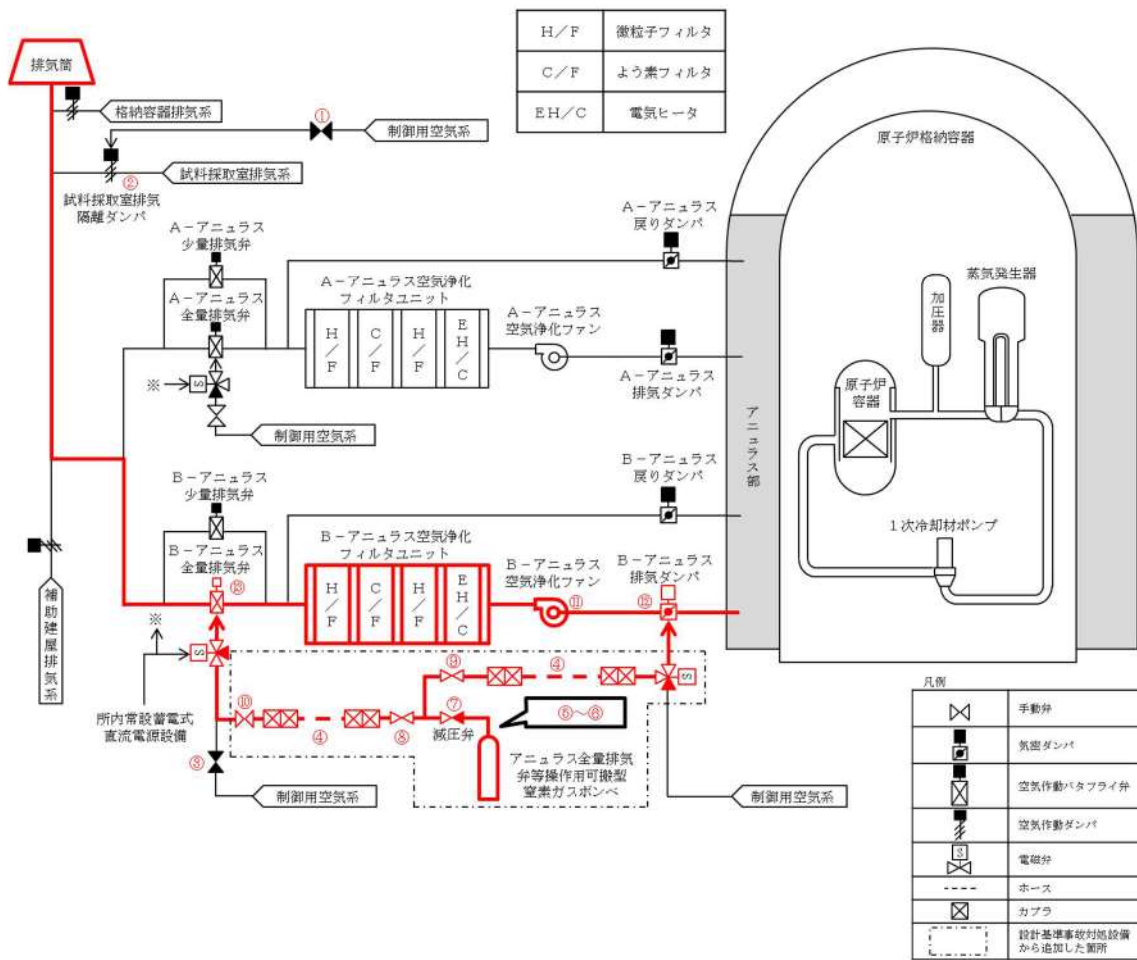 H/F 微粒子フィルタ
C/F よう素フィルタ
EH/C 電気ヒータ
排気筒
格納容器排気系
①
制御用空気系
②
試料採取室排気系
試料採取室排気
隔離ダンパ
原子炉格納容器
A-アニュラス
戻りダンパ
A-アニュラス
少量排気弁
A-アニュラス
全量排気弁
A-アニュラス空気浄化
フィルタユニット
H/F
C/F
H/F
EH/C
A-アニュラス
空気浄化ファン
A-アニュラス
排気ダンパ
※
S
制御用空気系
蒸気発生器
加圧器
原子炉
容器
アニュラス部
1次冷却材ポンプ
B-アニュラス
戻りダンパ
B-アニュラス
少量排気弁
B-アニュラス
全量排気弁
⑬
B-アニュラス空気浄化
フィルタユニット
H/F
C/F
H/F
EH/C
B-アニュラス
空気浄化ファン
⑪
B-アニュラス
排気ダンパ
⑫
補助建屋排気系
※
S
所内常設蓄電式
直流電源設備
③
制御用空気系
⑩
④
⑧
⑨
④
S
⑦
減圧弁
アニュラス全量排気
弁等操作用可搬型
窒素ガスボンベ
制御用空気系
凡例
手動弁
気密ダンパ
空気作動バタフライ弁
空気作動ダンパ
S 電磁弁
ホース
カプラ
設計基準事故対処設備
から追加した箇所